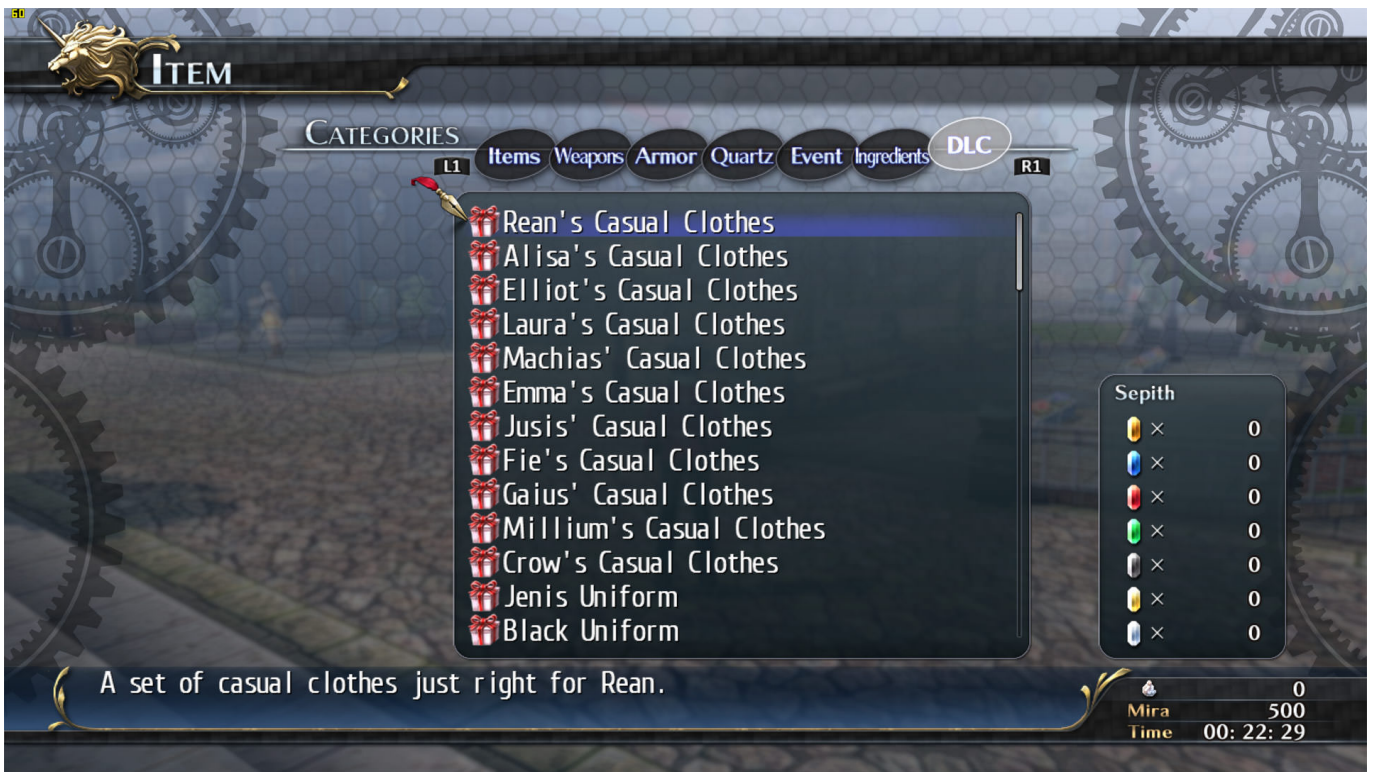 60
ITEM
CATEGORIES
L1 Items Weapons Armor Quartz Event Ingredients DLC R1
Rean's Casual Clothes
Alisa's Casual Clothes
Elliot's Casual Clothes
Laura's Casual Clothes
Machias' Casual Clothes
Emma's Casual Clothes
Jusis' Casual Clothes
Fie's Casual Clothes
Gaius' Casual Clothes
Millium's Casual Clothes
Crow's Casual Clothes
Jenis Uniform
Black Uniform
Sepith
× 0
× 0
× 0
× 0
× 0
× 0
× 0
A set of casual clothes just right for Rean.
0
Mira 500
Time 00: 22: 29